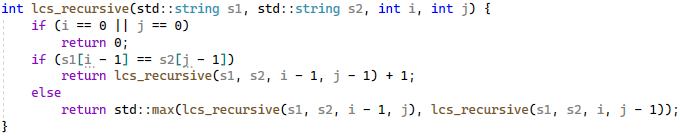 int lcs_recursive(std::string s1, std::string s2, int i, int j) {
    if (i == 0 || j == 0)
        return 0;
    if (s1[i - 1] == s2[j - 1])
        return lcs_recursive(s1, s2, i - 1, j - 1) + 1;
    else
        return std::max(lcs_recursive(s1, s2, i - 1, j), lcs_recursive(s1, s2, i, j - 1));
}